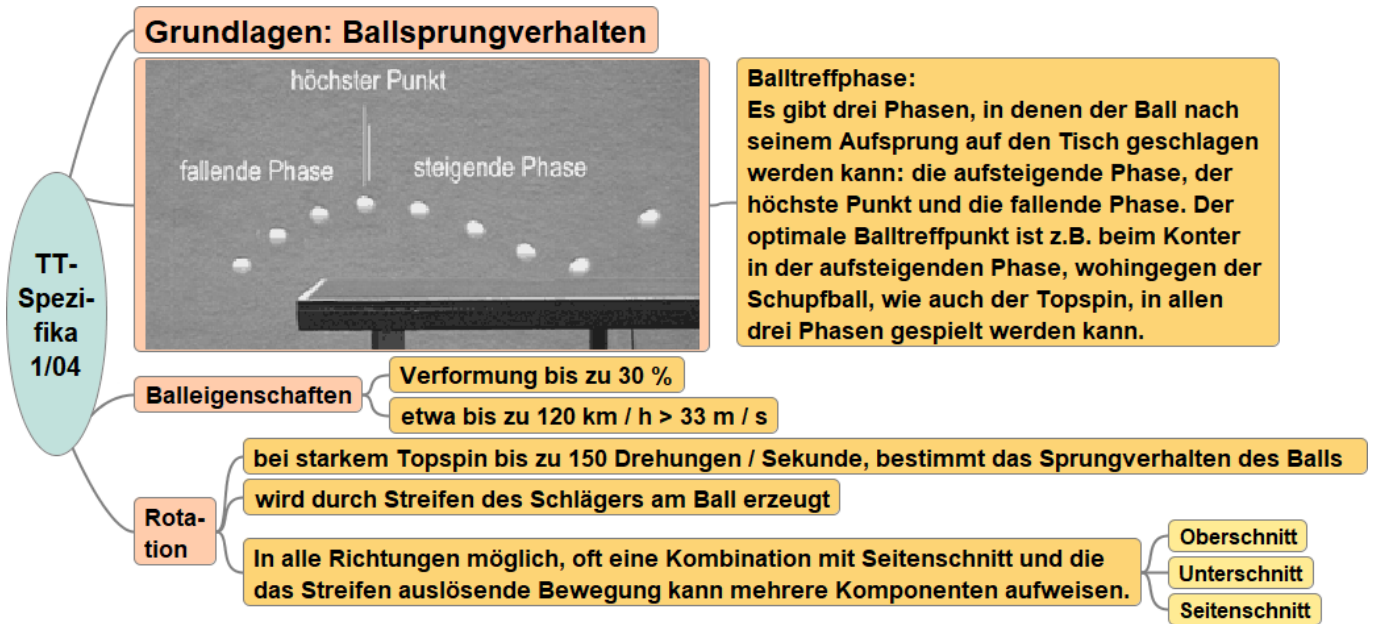 TT-
Spezi-
fika
1/04
Grundlagen: Ballsprungverhalten
höchster Punkt
fallende Phase
steigende Phase
Balltreffphase:
Es gibt drei Phasen, in denen der Ball nach
seinem Aufsprung auf den Tisch geschlagen
werden kann: die aufsteigende Phase, der
höchste Punkt und die fallende Phase. Der
optimale Balltreffpunkt ist z.B. beim Konter
in der aufsteigenden Phase, wohingegen der
Schupfball, wie auch der Topspin, in allen
drei Phasen gespielt werden kann.
Balleigenschaften
Verformung bis zu 30 %
etwa bis zu 120 km / h > 33 m / s
Rota-
tion
bei starkem Topspin bis zu 150 Drehungen / Sekunde, bestimmt das Sprungverhalten des Balls
wird durch Streifen des Schlägers am Ball erzeugt
In alle Richtungen möglich, oft eine Kombination mit Seitenschnitt und die
das Streifen auslösende Bewegung kann mehrere Komponenten aufweisen.
Oberschnitt
Unterschnitt
Seitenschnitt